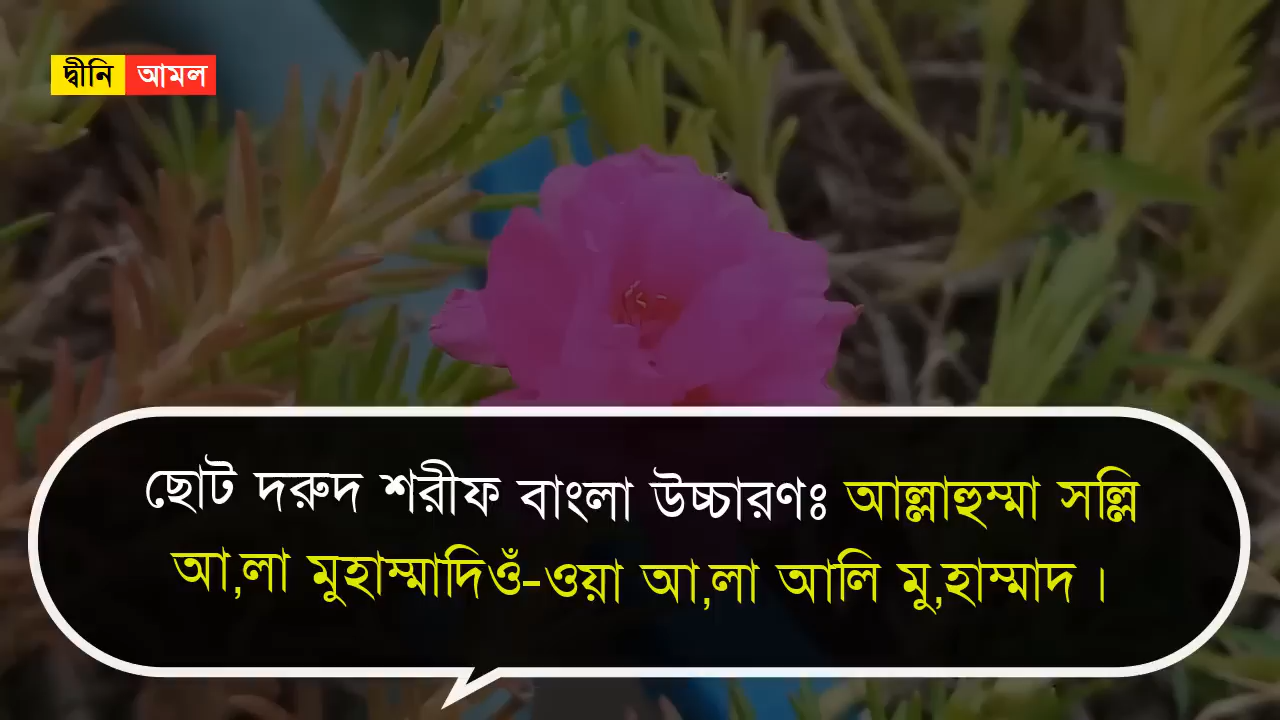 দ্বীনি আমল
ছোট দরুদ শরীফ বাংলা উচ্চারণঃ আল্লাহুম্মা সল্লি
আ,লা মুহাম্মাদিওঁ-ওয়া আ,লা আলি মু,হাম্মাদ।